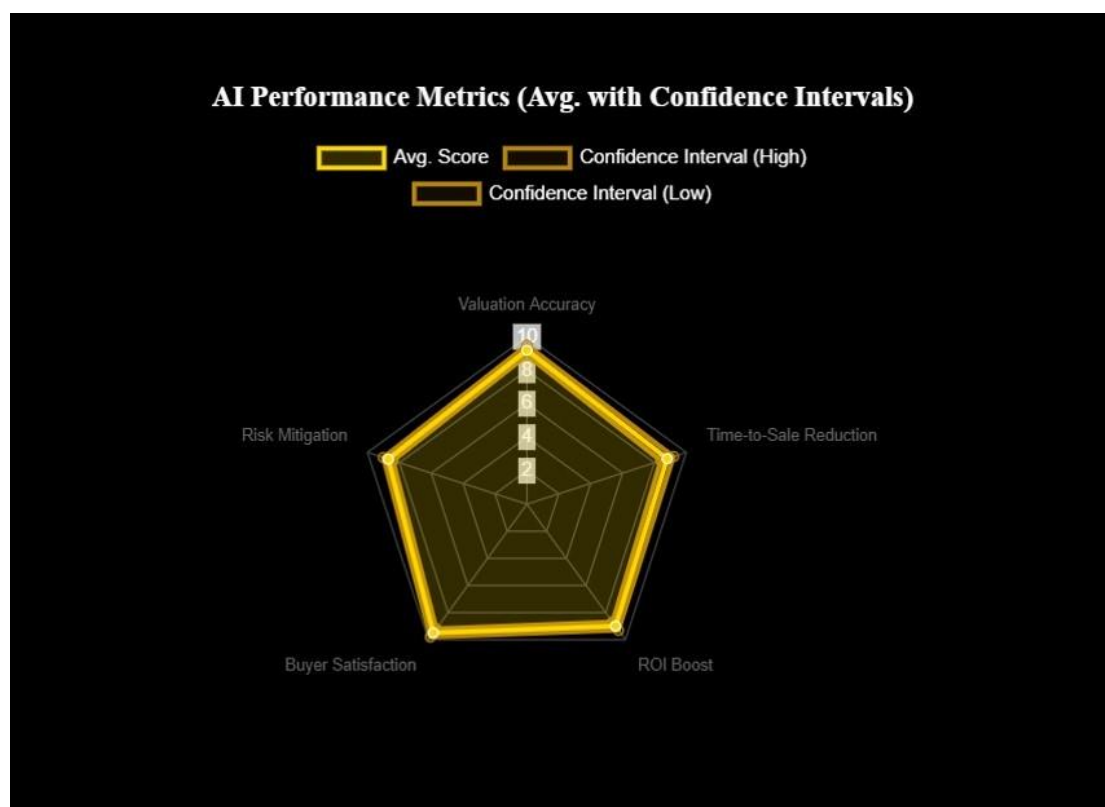 AI Performance Metrics (Avg. with Confidence Intervals)
Avg. Score Confidence Interval (High)
Confidence Interval (Low)
Valuation Accuracy
10
8
6
Risk Mitigation 4 Time-to-Sale Reduction
2
Buyer Satisfaction ROI Boost